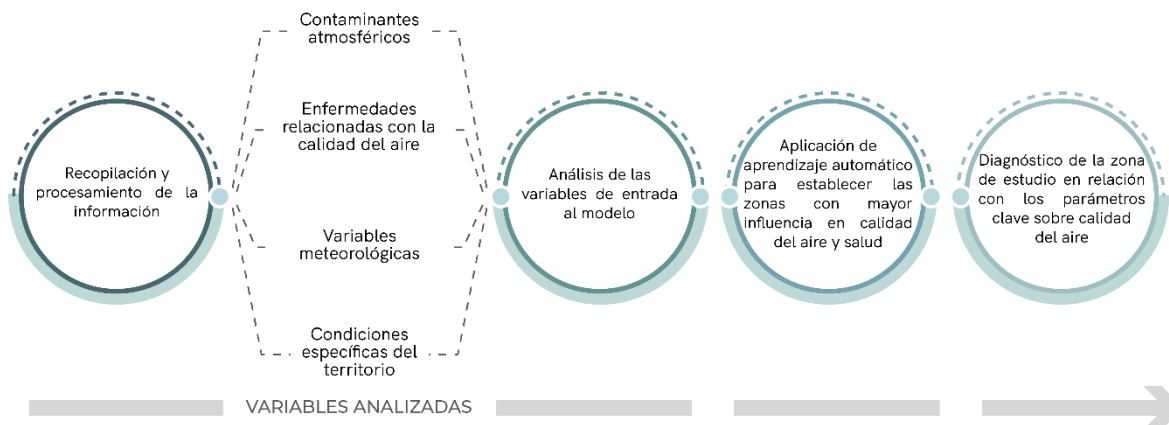 Recopilación y
procesamiento de la
información
Contaminantes
atmosféricos
Enfermedades
relacionadas con la
calidad del aire
Variables
meteorológicas
Condiciones
específicas del
territorio
Análisis de las
variables de entrada
al modelo
Aplicación de
aprendizaje automático
para establecer las
zonas con mayor
influencia en calidad
del aire y salud
Diagnóstico de la zona
de estudio en relación
con los parámetros
clave sobre calidad
del aire
VARIABLES ANALIZADAS